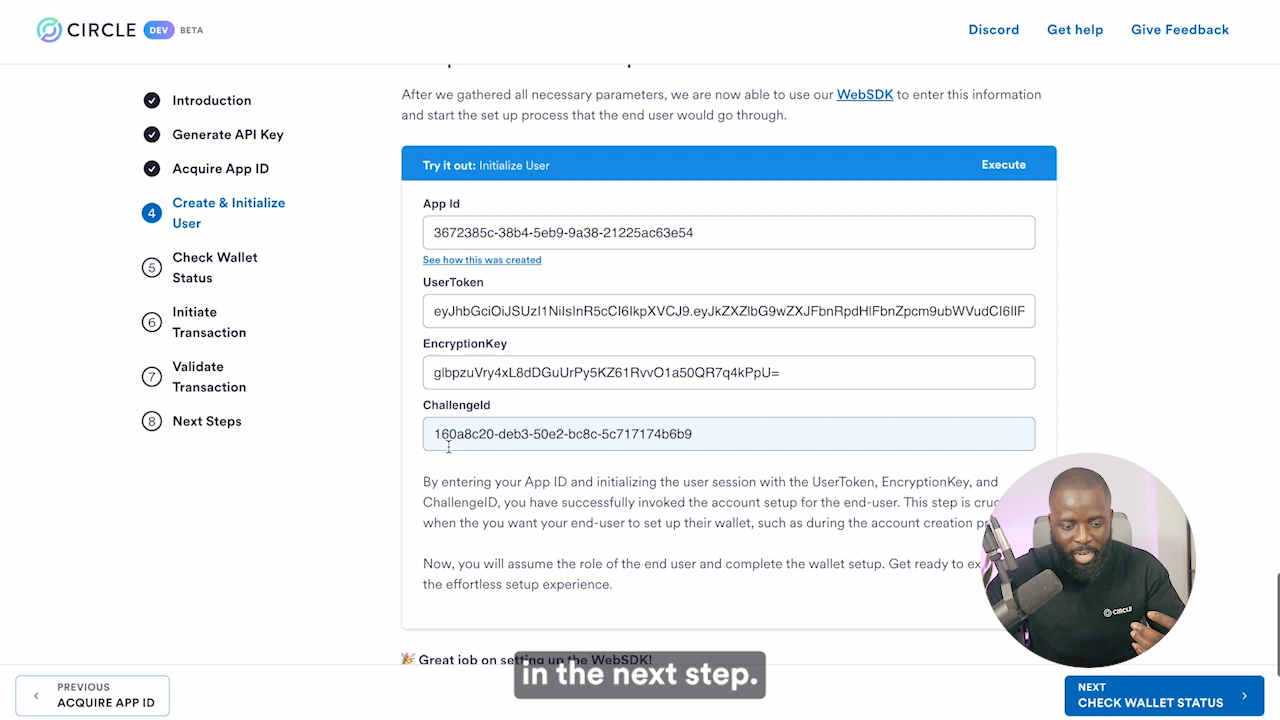 CIRCLE DEV BETA
Discord
Get help
Give Feedback
Introduction
Generate API Key
Acquire App ID
4
Create & Initialize
User
5
Check Wallet
Status
6
Initiate
Transaction
7
Validate
Transaction
8
Next Steps
After we gathered all necessary parameters, we are now able to use our WebSDK to enter this information
and start the set up process that the end user would go through.
Try it out: Initialize User
Execute
App Id
3672385c-38b4-5eb9-9a38-21225ac63e54
See how this was created
UserToken
eyJhbGciOiJSUzI1NiIsInR5cCI6IkpXVCJ9.eyJkZXZlbG9wZXJFbnRpdHlFbnZpcm9ubWVudCI6IlF
EncryptionKey
glbpzuVry4xL8dDGuUrPy5KZ61RvvO1a50QR7q4kPpU=
ChallengeId
160a8c20-deb3-50e2-bc8c-5c717174b6b9
By entering your App ID and initializing the user session with the UserToken, EncryptionKey, and
ChallengeID, you have successfully invoked the account setup for the end-user. This step is cruc
when the you want your end-user to set up their wallet, such as during the account creation p
Now, you will assume the role of the end user and complete the wallet setup. Get ready to ex
the effortless setup experience.
Great job on setting up the WebSDK!
in the next step.
CIRCLE
PREVIOUS
ACQUIRE APP ID
NEXT
CHECK WALLET STATUS